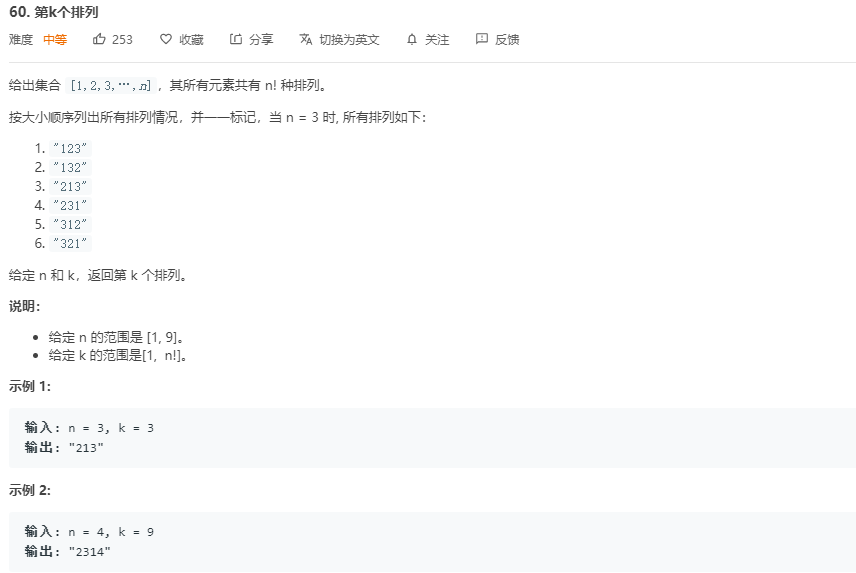 60. 第k个排列
难度 中等 253 收藏 分享 切换为英文 关注 反馈
给出集合 [1,2,3,…,n]，其所有元素共有 n! 种排列。
按大小顺序列出所有排列情况，并一一标记，当 n = 3 时, 所有排列如下：
1. "123"
2. "132"
3. "213"
4. "231"
5. "312"
6. "321"
给定 n 和 k，返回第 k 个排列。
说明：
• 给定 n 的范围是 [1, 9]。
• 给定 k 的范围是[1,  n!]。
示例 1:
输入: n = 3, k = 3
输出: "213"
示例 2:
输入: n = 4, k = 9
输出: "2314"